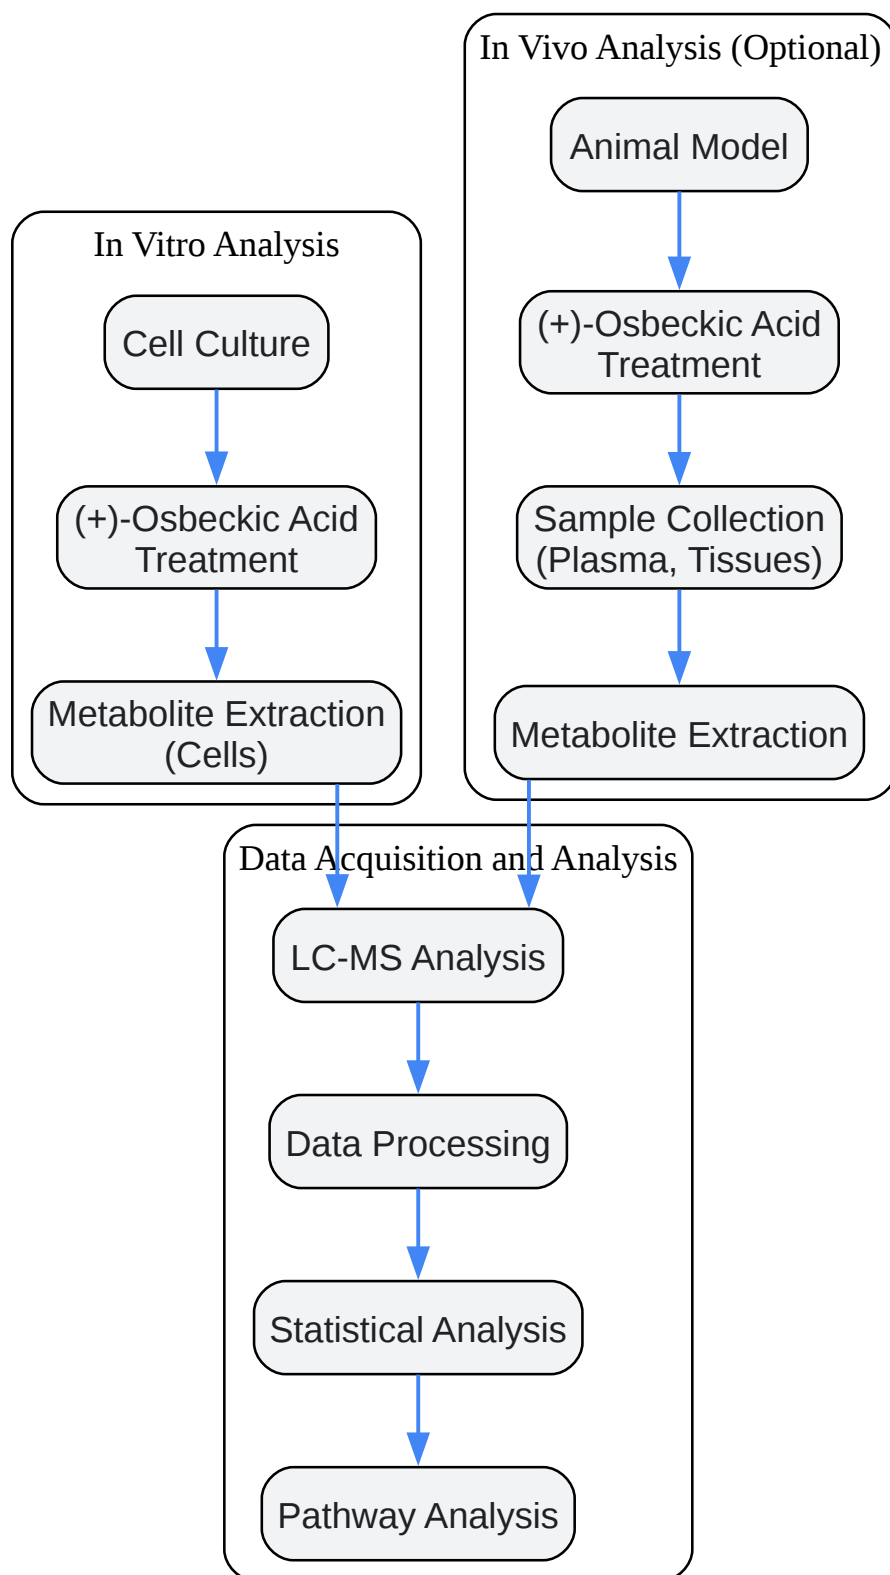 In Vivo Analysis (Optional)
Animal Model
(+)-Osbeckic Acid
Treatment
Sample Collection
(Plasma, Tissues)
Metabolite Extraction
In Vitro Analysis
Cell Culture
(+)-Osbeckic Acid
Treatment
Metabolite Extraction
(Cells)
Data Acquisition and Analysis
LC-MS Analysis
Data Processing
Statistical Analysis
Pathway Analysis